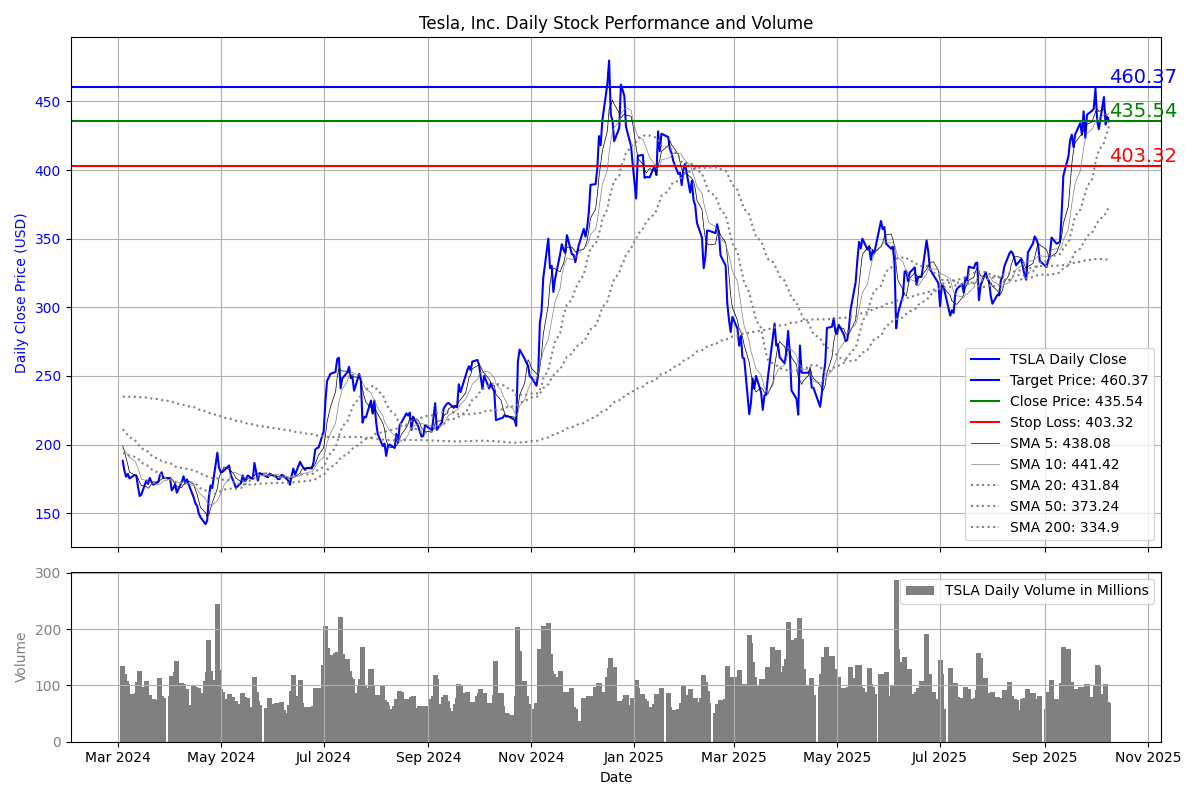 Tesla, Inc. Daily Stock Performance and Volume
Daily Close Price (USD)
450
400
350
300
250
200
150
460.37
435.54
403.32
TSLA Daily Close
Target Price: 460.37
Close Price: 435.54
Stop Loss: 403.32
SMA 5: 438.08
SMA 10: 441.42
SMA 20: 431.84
SMA 50: 373.24
SMA 200: 334.9
Volume
300
200
100
0
TSLA Daily Volume in Millions
Mar 2024 May 2024 Jul 2024 Sep 2024 Nov 2024 Jan 2025 Mar 2025 May 2025 Jul 2025 Sep 2025 Nov 2025
Date